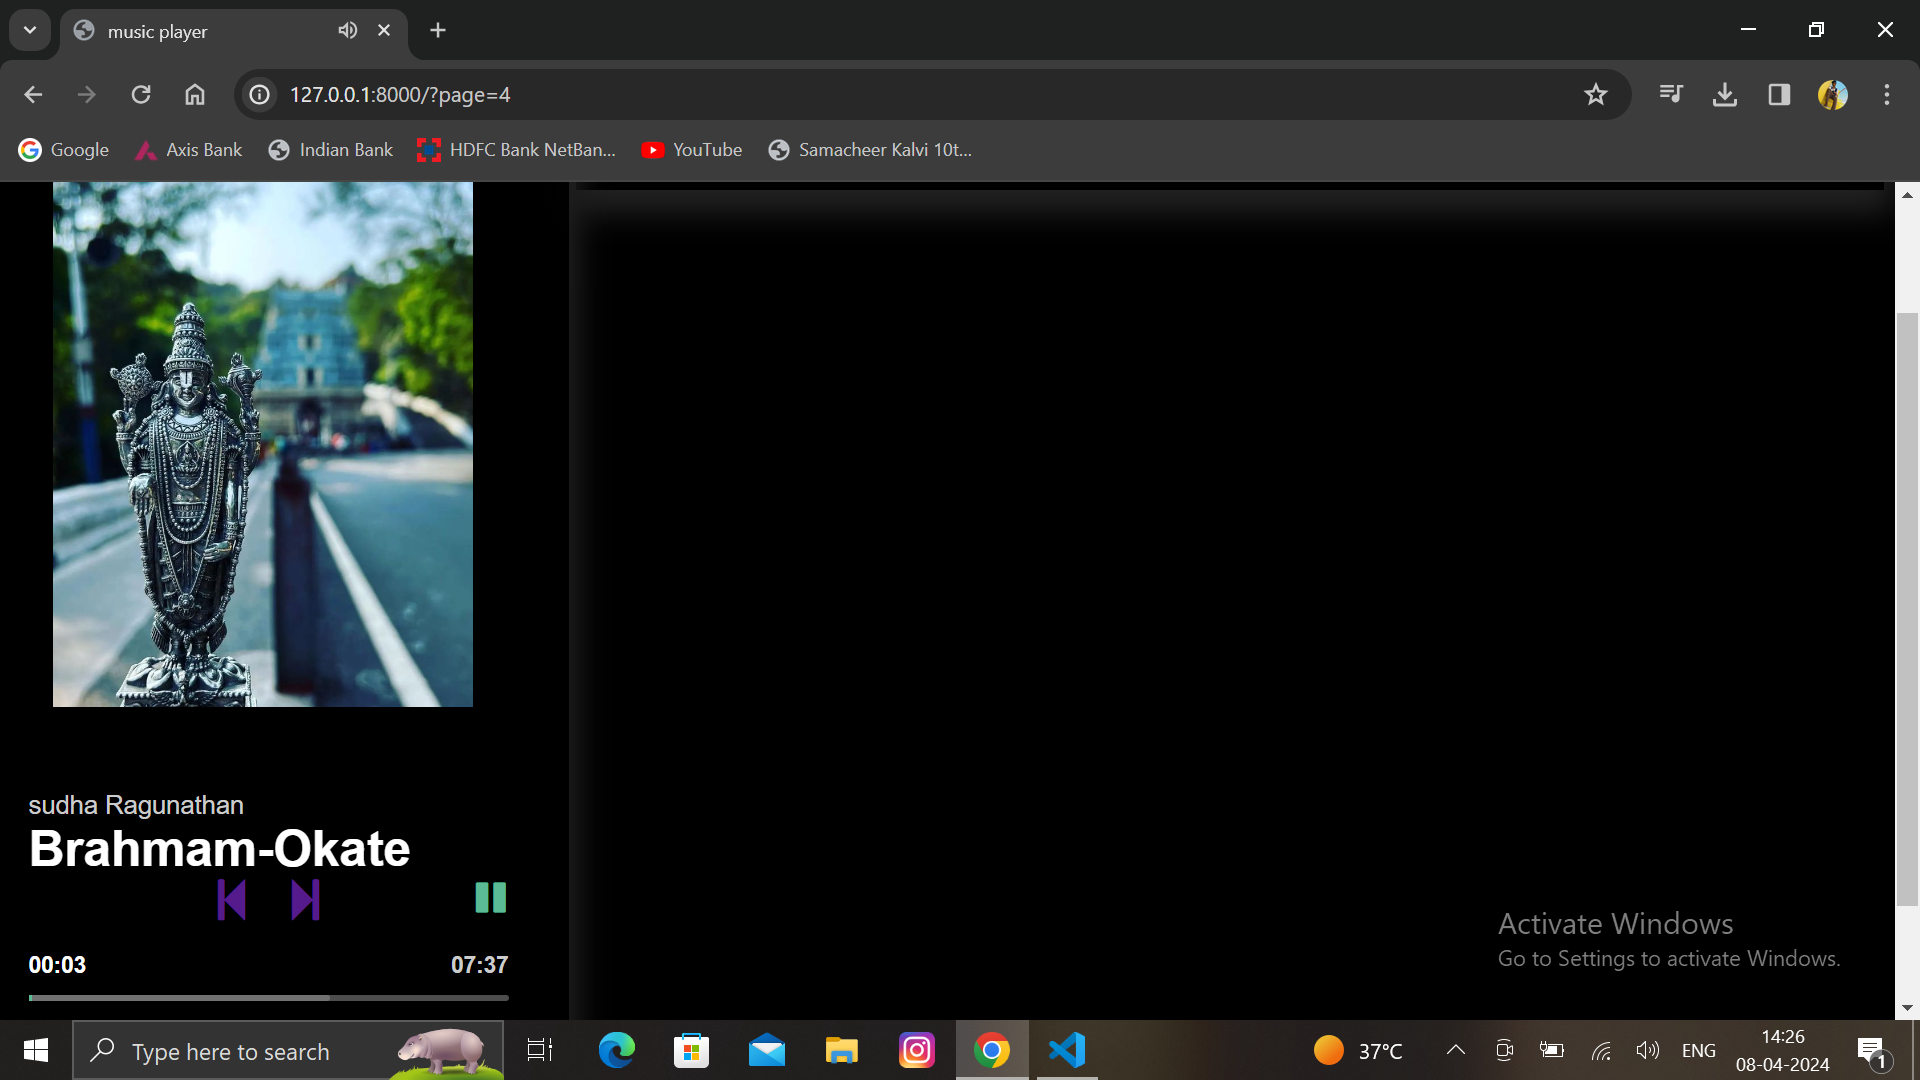 music player
127.0.0.1:8000/?page=4
Google
Axis Bank
Indian Bank
HDFC Bank NetBan...
YouTube
Samacheer Kalvi 10t...
sudha Ragunathan
Brahmam-Okate
00:03
07:37
Activate Windows
Go to Settings to activate Windows.
Type here to search
37°C
ENG
14:26
08-04-2024
1